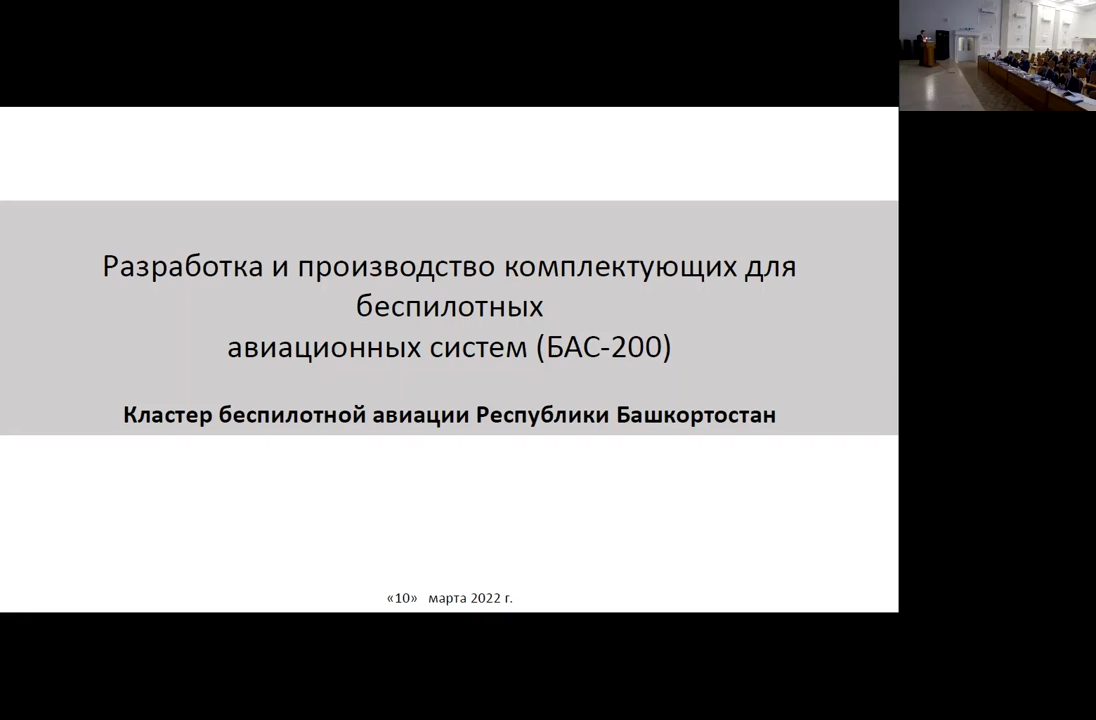 Разработка и производство комплектующих для
беспилотных
авиационных систем (БАС-200)
Кластер беспилотной авиации Республики Башкортостан
«10» марта 2022 г.